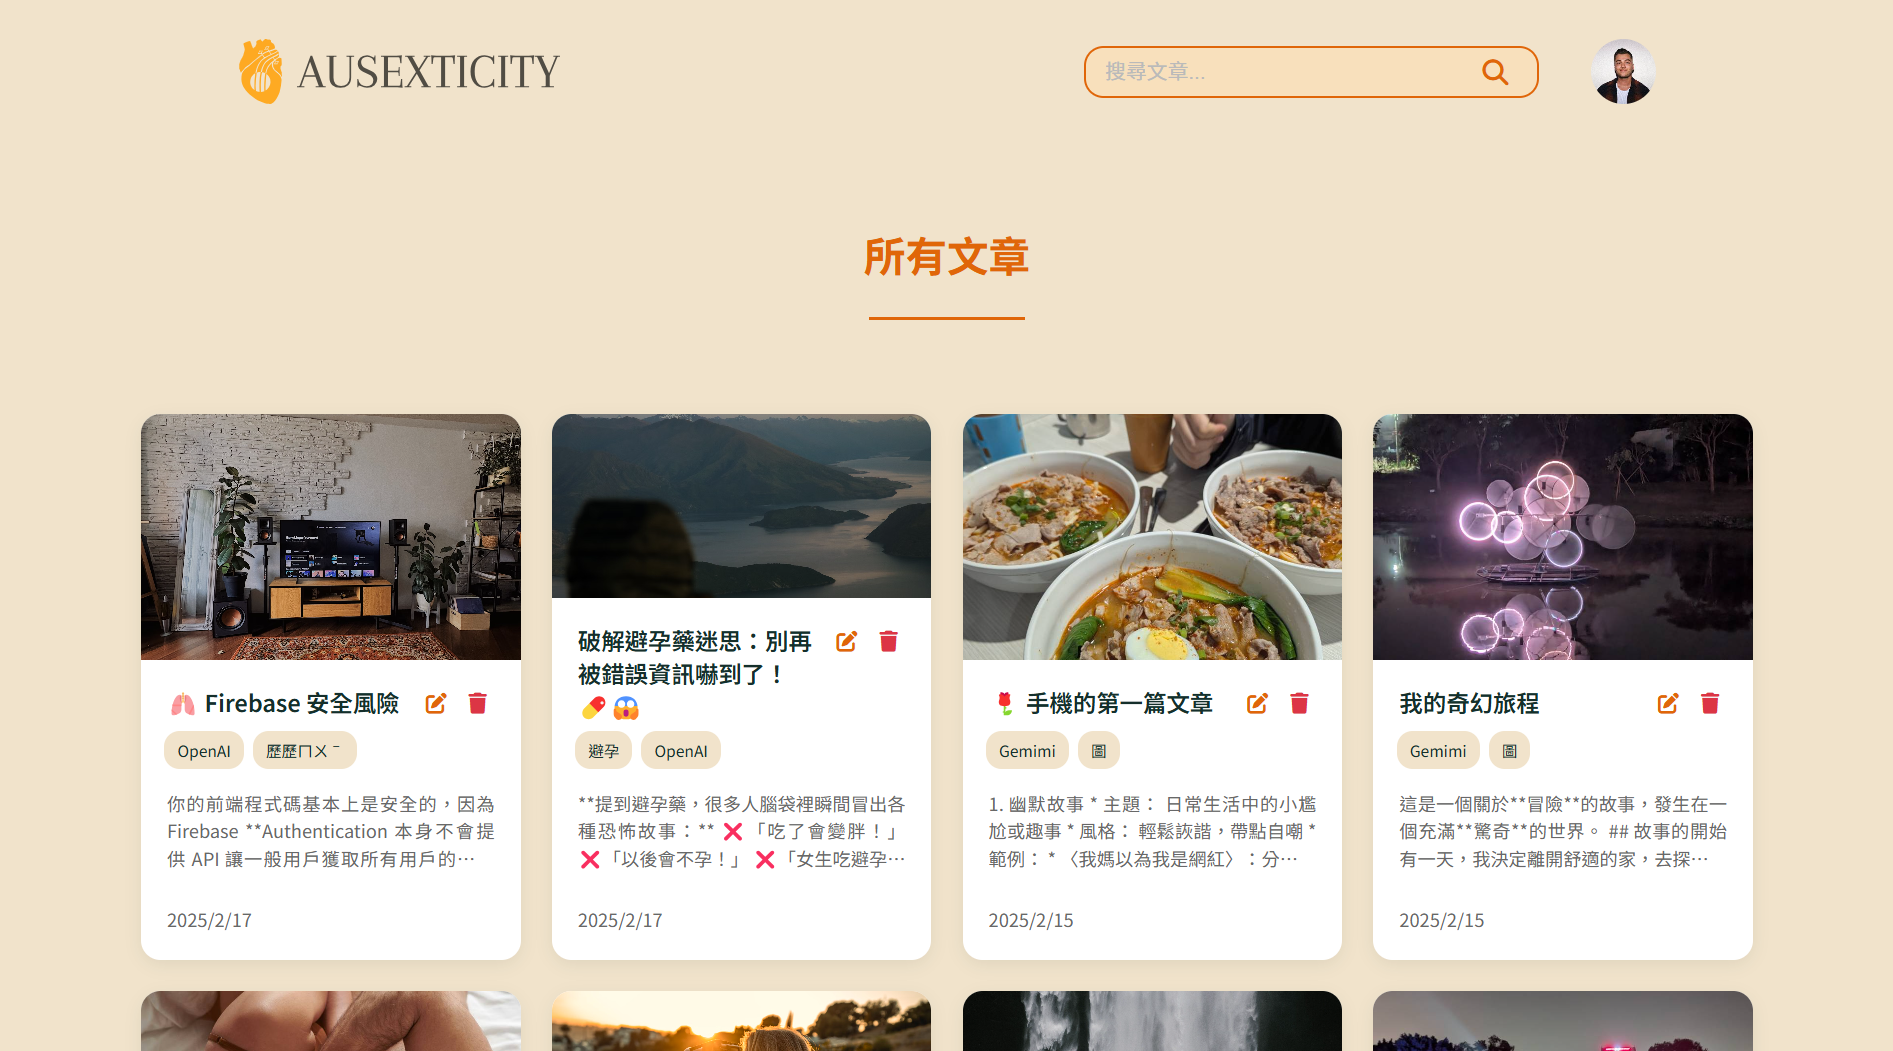 AUSEXTICITY
搜尋文章...
所有文章
🫁 Firebase 安全風險
OpenAI
歷歷ㄇㄨˉ
你的前端程式碼基本上是安全的，因為
Firebase **Authentication 本身不會提
供 API 讓一般用戶獲取所有用戶的⋯
2025/2/17
破解避孕藥迷思：別再
被錯誤資訊嚇到了！
💊😱
避孕
OpenAI
**提到避孕藥，很多人腦袋裡瞬間冒出各
種恐怖故事：** ❌「吃了會變胖！」
❌「以後會不孕！」 ❌「女生吃避孕⋯
2025/2/17
🌷 手機的第一篇文章
Gemimi
圖
1. 幽默故事 * 主題： 日常生活中的小尷
尬或趣事 * 風格： 輕鬆詼諧，帶點自嘲 *
範例： * 〈我媽以為我是網紅〉：分⋯
2025/2/15
我的奇幻旅程
Gemimi
圖
這是一個關於**冒險**的故事，發生在一
個充滿**驚奇**的世界。 ## 故事的開始
有一天，我決定離開舒適的家，去探⋯
2025/2/15